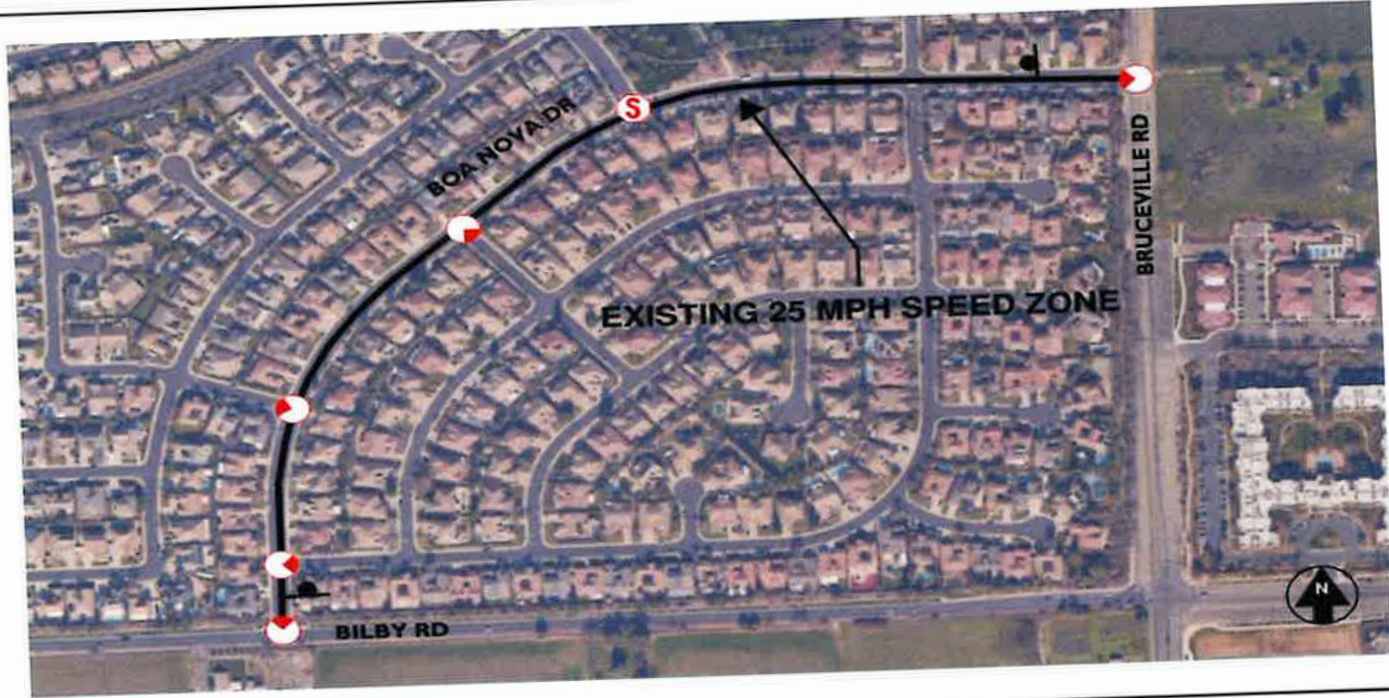 S
BOA NOVA DR
BRUCEVILLE RD
EXISTING 25 MPH SPEED ZONE
N
BILBY RD